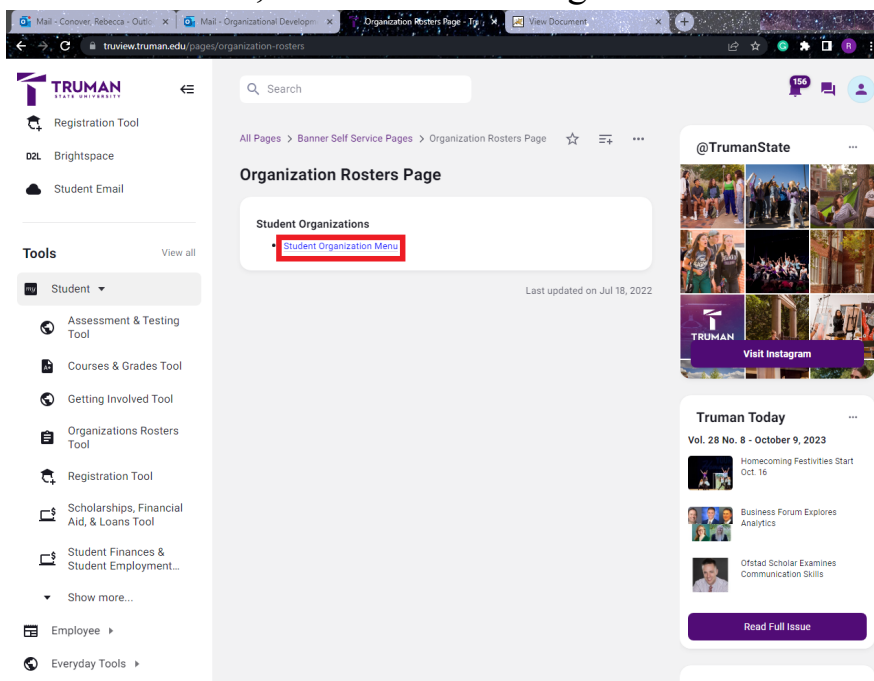 Mail - Conover, Rebecca - Outlo
Mail - Organizational Developm
Organization Rosters Page - Tru
View Document
truview.truman.edu/pages/organization-rosters
R
TRUMAN
STATE UNIVERSITY
Search
156
Registration Tool
D2L Brightspace
Student Email
Tools
View all
my Student
Assessment & Testing
Tool
Courses & Grades Tool
Getting Involved Tool
Organizations Rosters
Tool
Registration Tool
Scholarships, Financial
Aid, & Loans Tool
Student Finances &
Student Employment...
Show more...
Employee
Everyday Tools
All Pages > Banner Self Service Pages > Organization Rosters Page
Organization Rosters Page
Student Organizations
• Student Organization Menu
Last updated on Jul 18, 2022
@TrumanState
TRUMAN
Visit Instagram
Truman Today
Vol. 28 No. 8 - October 9, 2023
Homecoming Festivities Start
Oct. 16
Business Forum Explores
Analytics
Ofstad Scholar Examines
Communication Skills
Read Full Issue